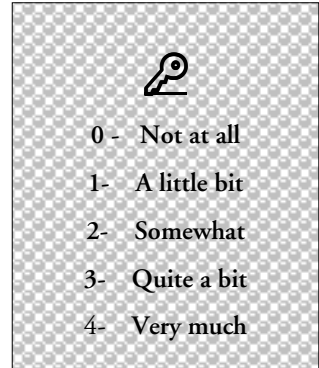 0 - Not at all
1- A little bit
2- Somewhat
3- Quite a bit
4- Very much